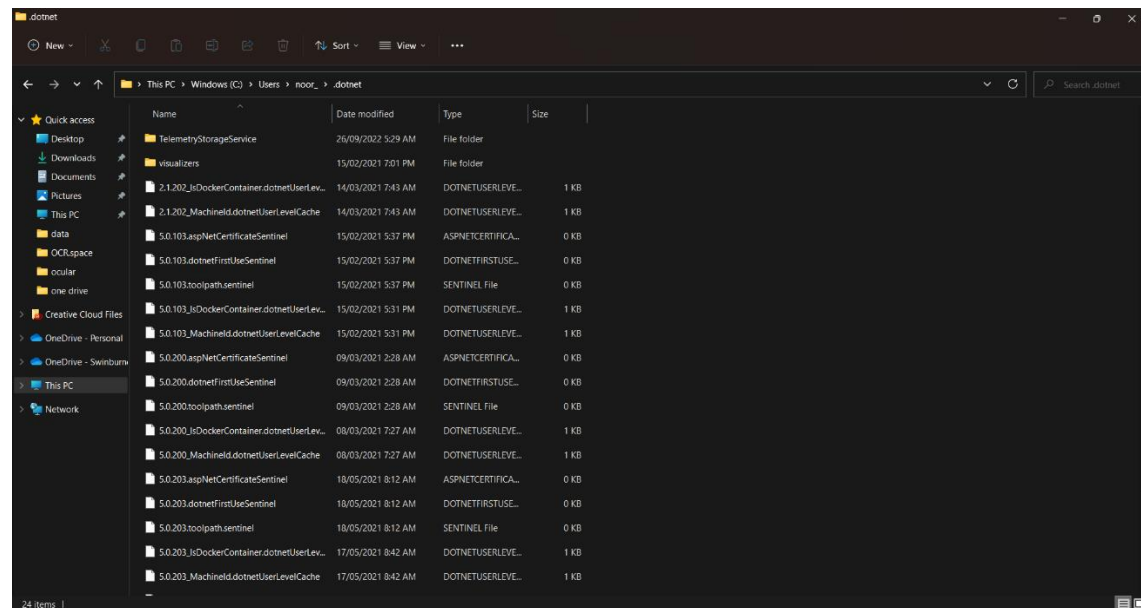 .dotnet
New
Sort
View
This PC > Windows (C:) > Users > noor_ > .dotnet
Search .dotnet
Name Date modified Type Size
Quick access
Desktop
Downloads
Documents
Pictures
This PC
data
OCR.space
ocular
one drive
Creative Cloud Files
OneDrive - Personal
OneDrive - Swinburn
This PC
Network
TelemetryStorageService 26/09/2022 5:29 AM File folder
visualizers 15/02/2021 7:01 PM File folder
2.1.202_IsDockerContainer.dotnetUserLev... 14/03/2021 7:43 AM DOTNETUSERLEVE... 1 KB
2.1.202_MachineId.dotnetUserLevelCache 14/03/2021 7:43 AM DOTNETUSERLEVE... 1 KB
5.0.103.aspNetCertificateSentinel 15/02/2021 5:37 PM ASPNETCERTIFICA... 0 KB
5.0.103.dotnetFirstUseSentinel 15/02/2021 5:37 PM DOTNETFIRSTUSE... 0 KB
5.0.103.toolpath.sentinel 15/02/2021 5:37 PM SENTINEL File 0 KB
5.0.103_IsDockerContainer.dotnetUserLev... 15/02/2021 5:31 PM DOTNETUSERLEVE... 1 KB
5.0.103_MachineId.dotnetUserLevelCache 15/02/2021 5:31 PM DOTNETUSERLEVE... 1 KB
5.0.200.aspNetCertificateSentinel 09/03/2021 2:28 AM ASPNETCERTIFICA... 0 KB
5.0.200.dotnetFirstUseSentinel 09/03/2021 2:28 AM DOTNETFIRSTUSE... 0 KB
5.0.200.toolpath.sentinel 09/03/2021 2:28 AM SENTINEL File 0 KB
5.0.200_IsDockerContainer.dotnetUserLev... 08/03/2021 7:27 AM DOTNETUSERLEVE... 1 KB
5.0.200_MachineId.dotnetUserLevelCache 08/03/2021 7:27 AM DOTNETUSERLEVE... 1 KB
5.0.203.aspNetCertificateSentinel 18/05/2021 8:12 AM ASPNETCERTIFICA... 0 KB
5.0.203.dotnetFirstUseSentinel 18/05/2021 8:12 AM DOTNETFIRSTUSE... 0 KB
5.0.203.toolpath.sentinel 18/05/2021 8:12 AM SENTINEL File 0 KB
5.0.203_IsDockerContainer.dotnetUserLev... 17/05/2021 8:42 AM DOTNETUSERLEVE... 1 KB
5.0.203_MachineId.dotnetUserLevelCache 17/05/2021 8:42 AM DOTNETUSERLEVE... 1 KB
24 items